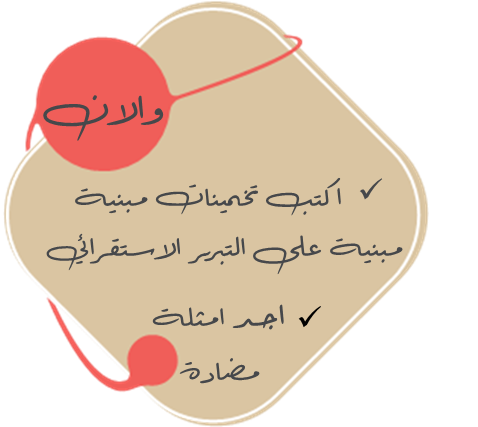 والان
✓ اكتب تخمينات مبنية
مبنية على التبرير الاستقرائي
✓ اجد امثلة
مضادة